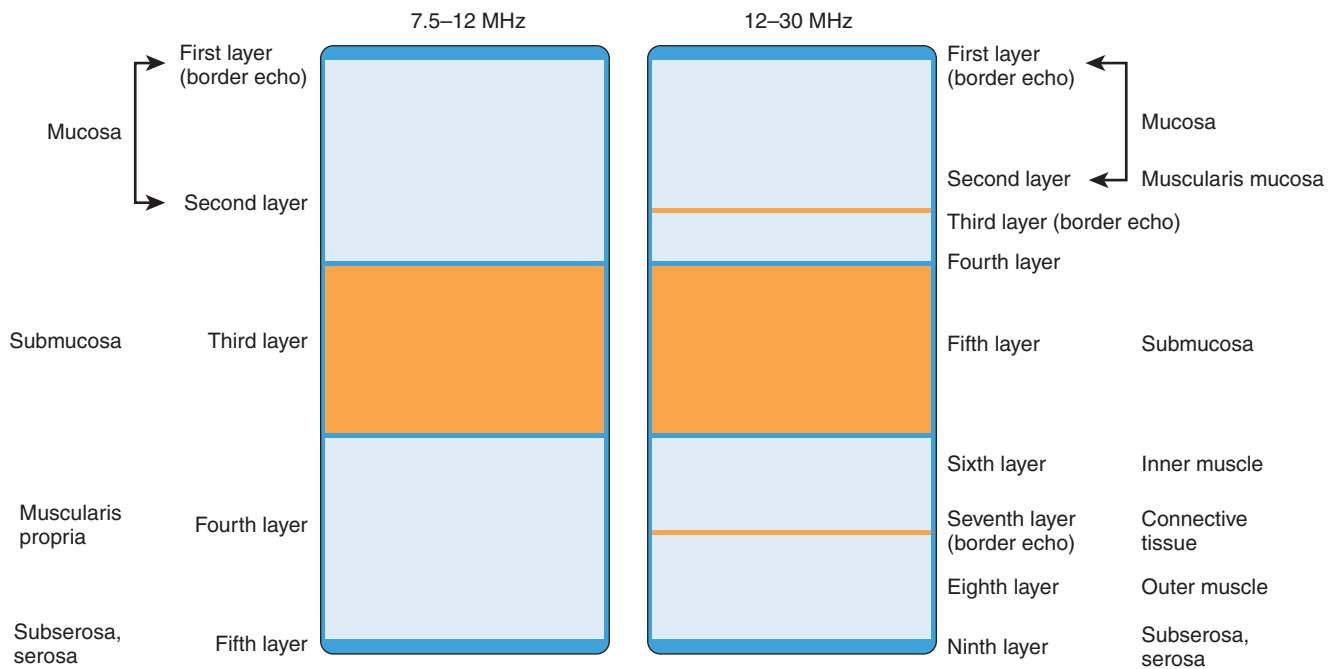 7.5–12 MHz
12–30 MHz
First layer
(border echo)
Mucosa
Second layer
Submucosa
Third layer
Muscularis
propria
Fourth layer
Subserosa,
serosa
Fifth layer
First layer
(border echo)
Mucosa
Second layer
Muscularis mucosa
Third layer (border echo)
Fourth layer
Fifth layer
Submucosa
Sixth layer
Inner muscle
Seventh layer
(border echo)
Connective
tissue
Eighth layer
Outer muscle
Ninth layer
Subserosa,
serosa